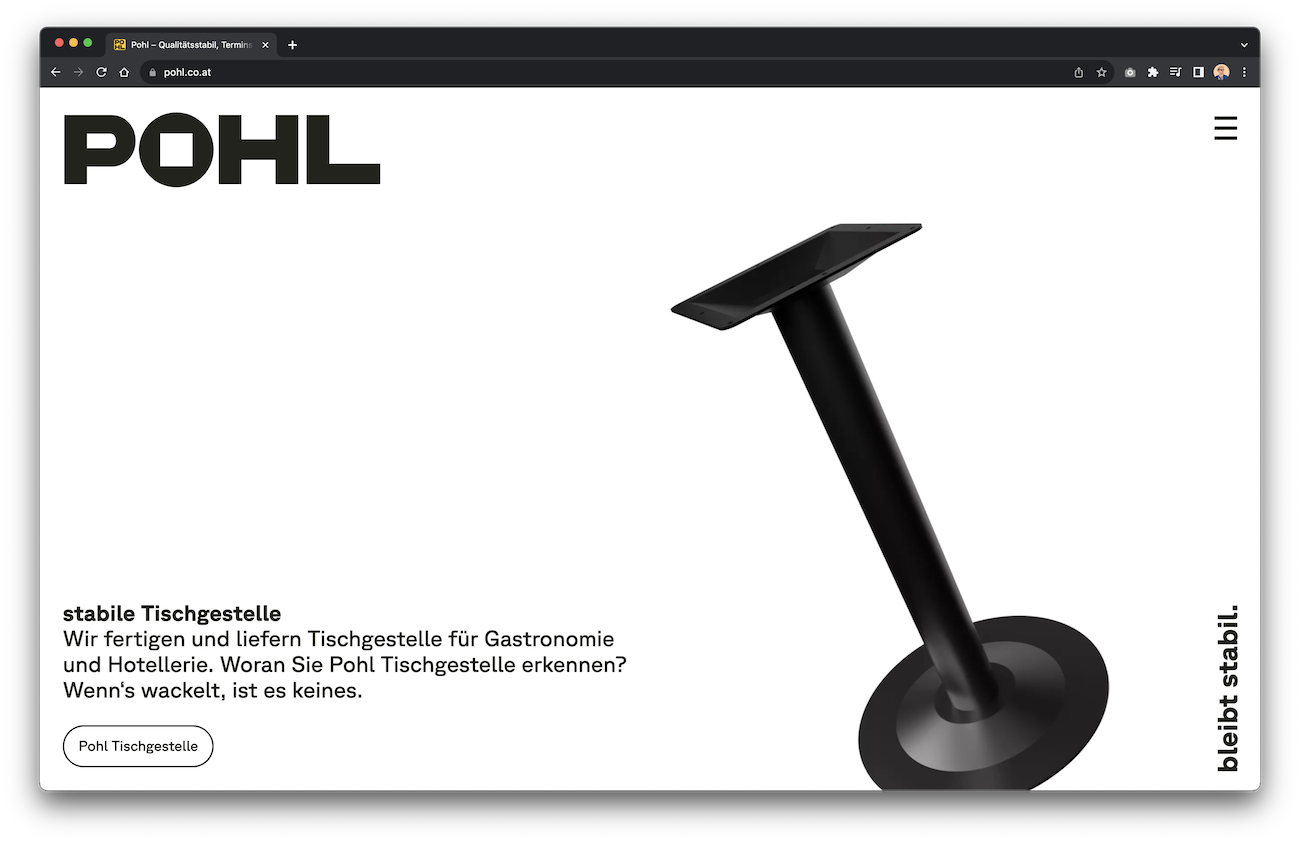 Pohl – Qualitätsstabil, Termins
pohl.co.at
POHL
stabile Tischgestelle
Wir fertigen und liefern Tischgestelle für Gastronomie
und Hotellerie. Woran Sie Pohl Tischgestelle erkennen?
Wenn‘s wackelt, ist es keines.
Pohl Tischgestelle
bleibt stabil.